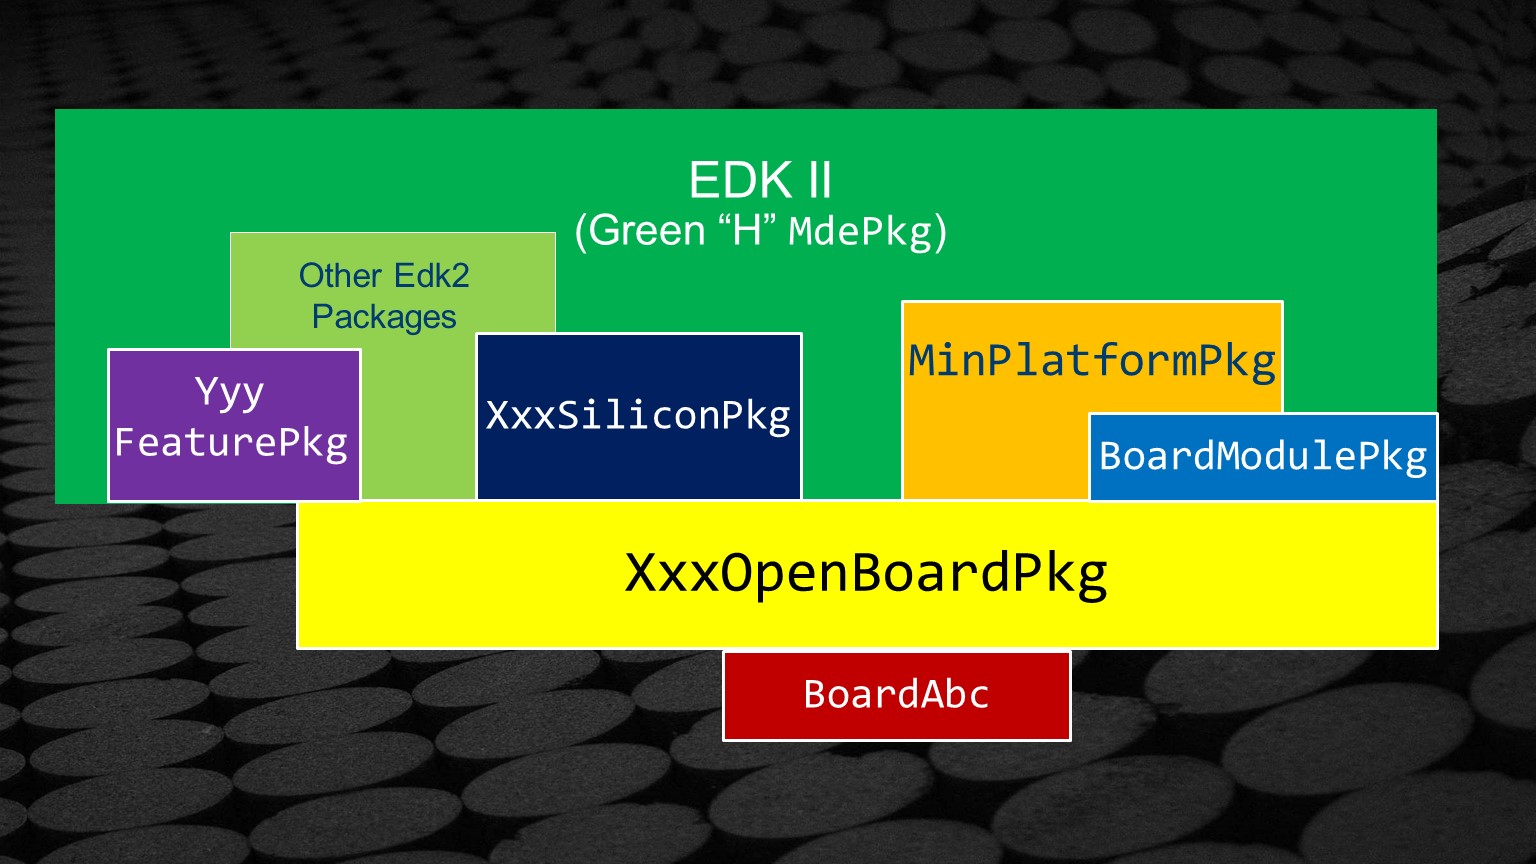 EDK II
(Green “H” MdePkg)
Other Edk2
Packages
Yyy
FeaturePkg
XxxSiliconPkg
MinPlatformPkg
BoardModulePkg
XxxOpenBoardPkg
BoardAbc